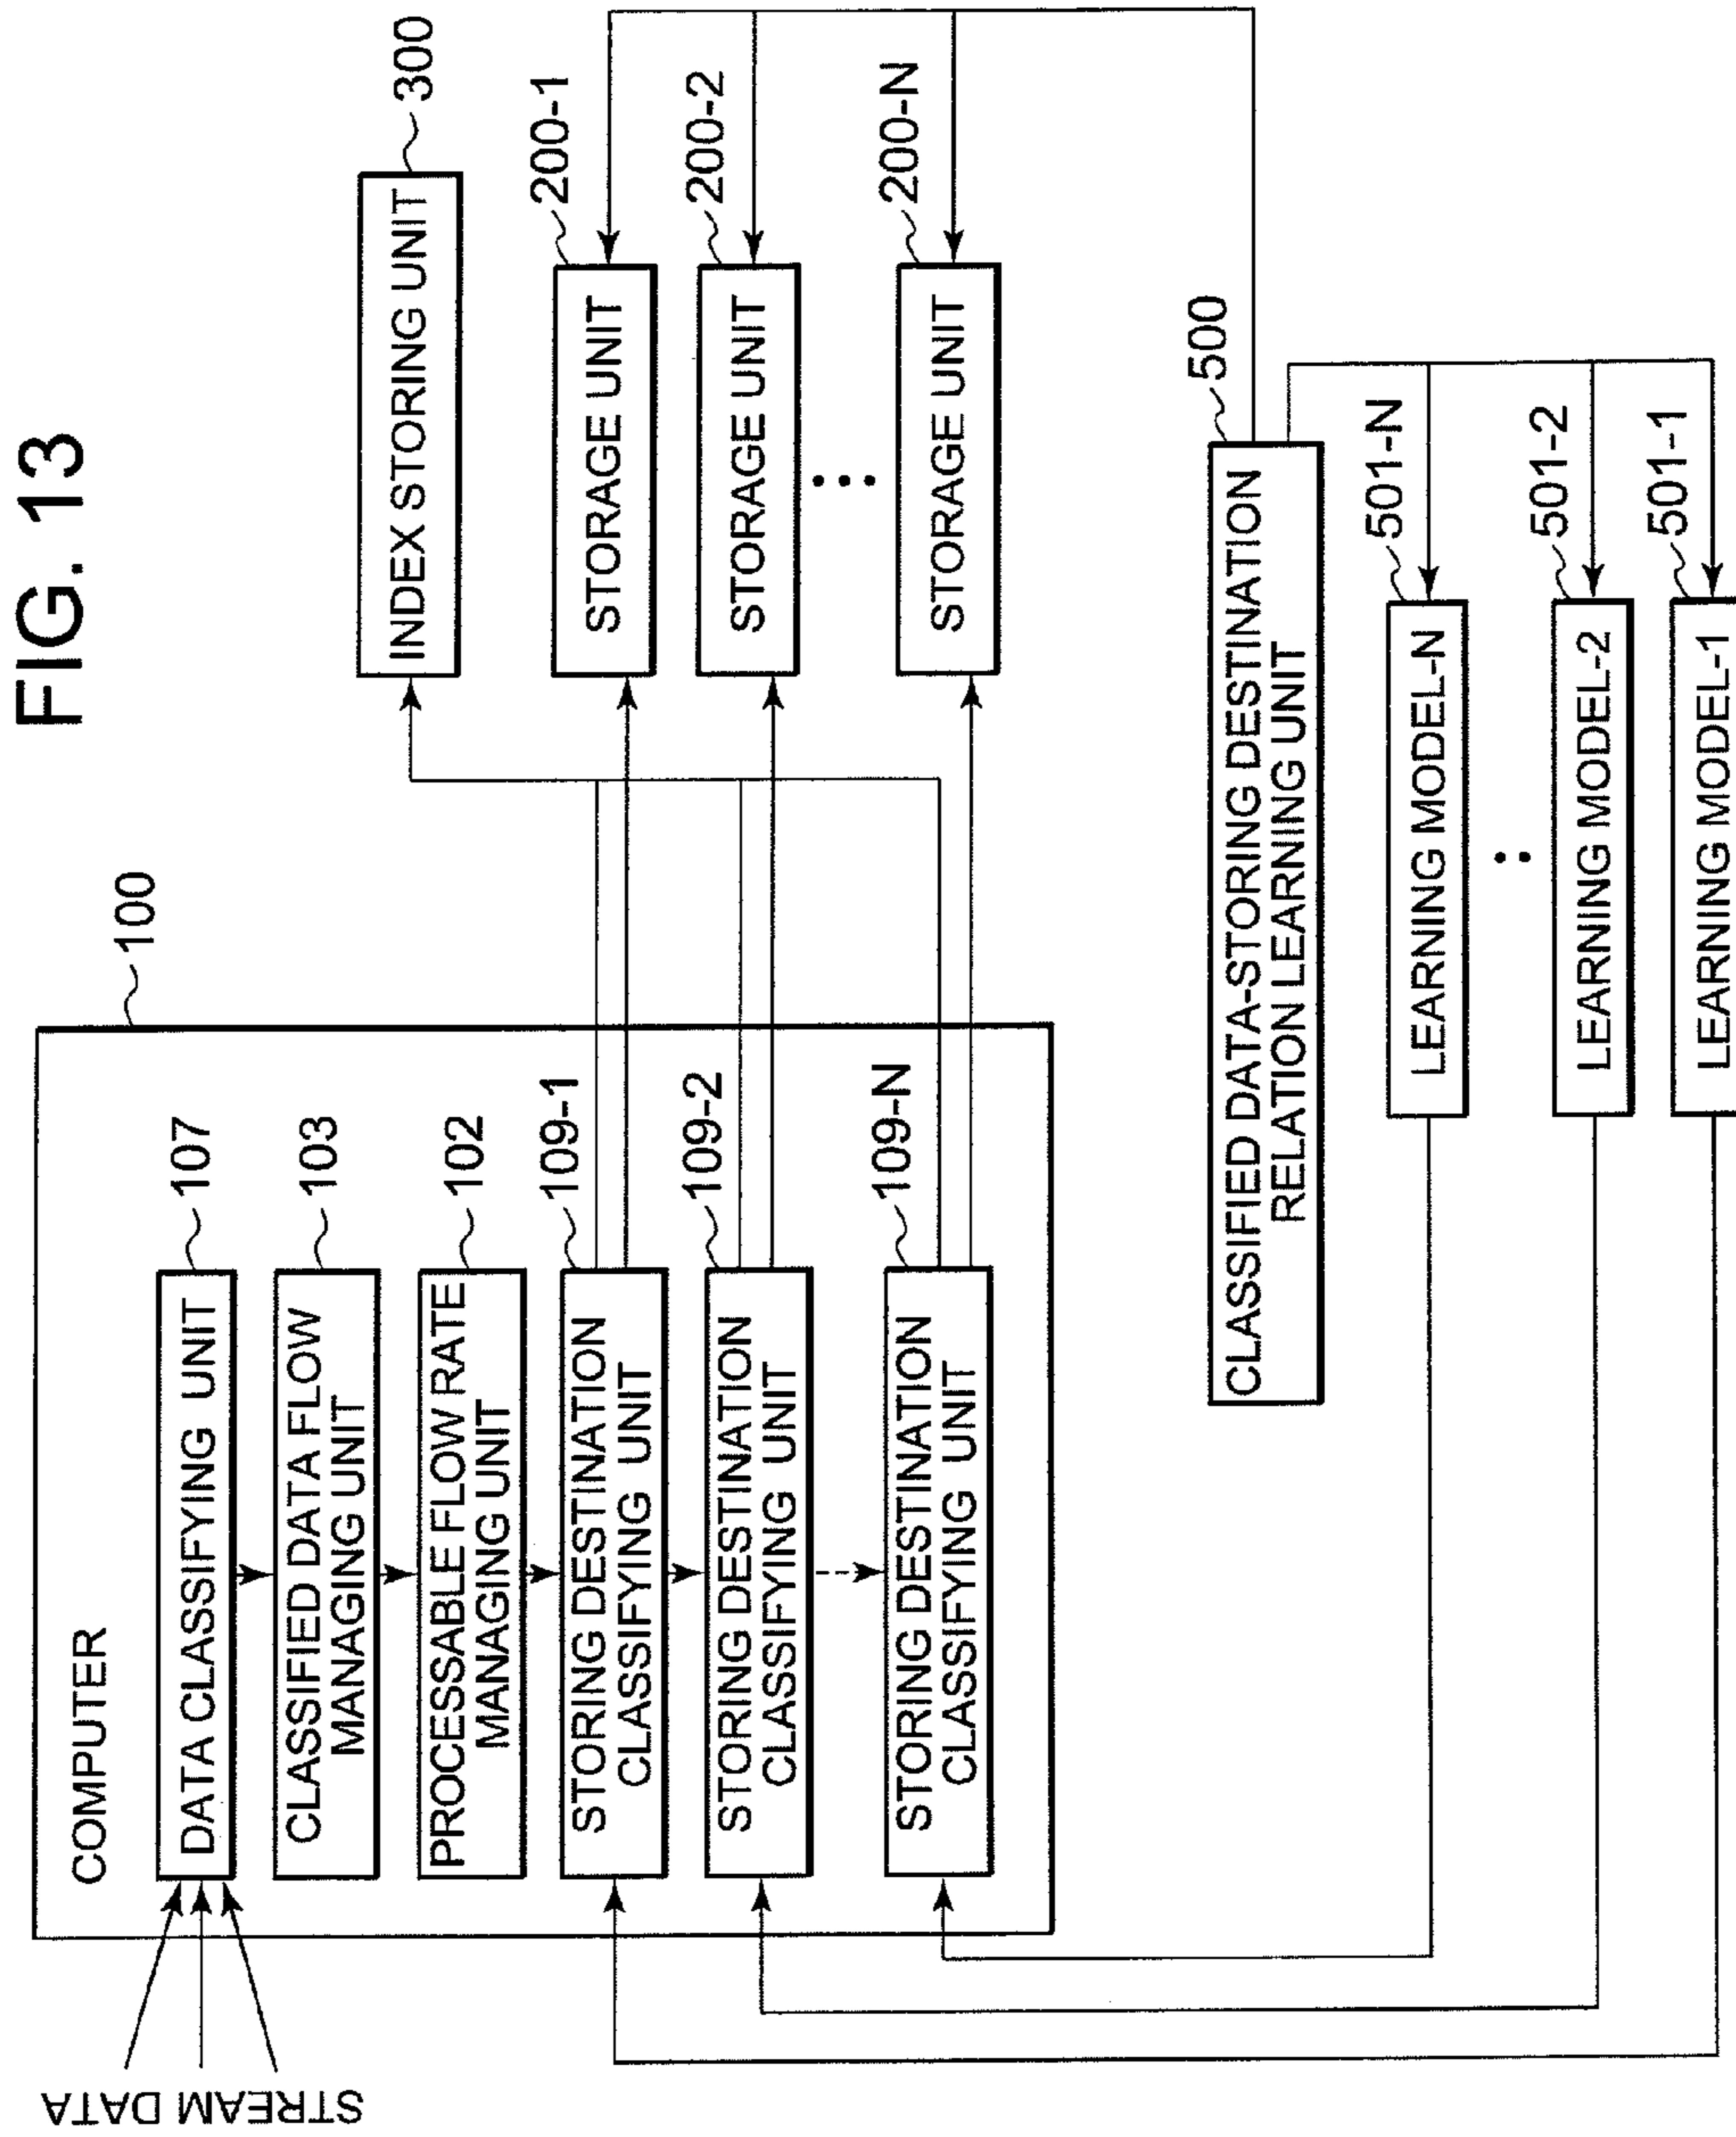 FIG. 13
COMPUTER
100
STREAM DATA
DATA CLASSIFYING UNIT
107
CLASSIFIED DATA FLOW
MANAGING UNIT
103
PROCESSABLE FLOW RATE
MANAGING UNIT
102
STORING DESTINATION
CLASSIFYING UNIT
109-1
STORING DESTINATION
CLASSIFYING UNIT
109-2
STORING DESTINATION
CLASSIFYING UNIT
109-N
INDEX STORING UNIT
300
STORAGE UNIT
200-1
STORAGE UNIT
200-2
STORAGE UNIT
200-N
CLASSIFIED DATA-STORING DESTINATION
RELATION LEARNING UNIT
500
LEARNING MODEL-N
501-N
LEARNING MODEL-2
501-2
LEARNING MODEL-1
501-1